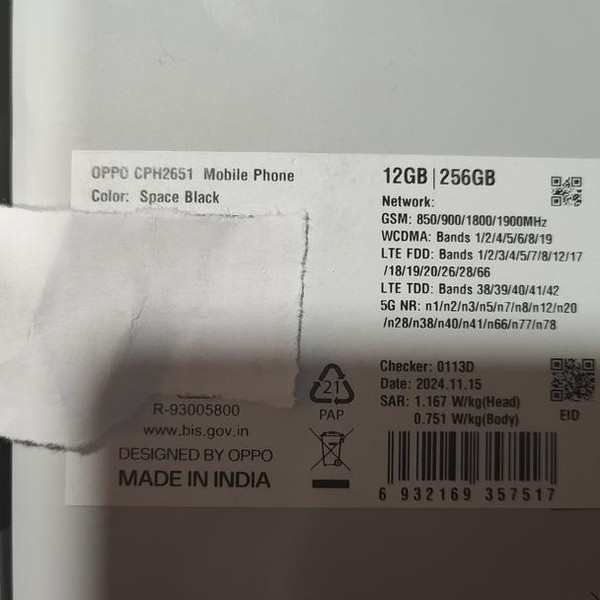 OPPO CPH2651 Mobile Phone
Color: Space Black
12GB | 256GB
Network:
GSM: 850/900/1800/1900MHz
WCDMA: Bands 1/2/4/5/6/8/19
LTE FDD: Bands 1/2/3/4/5/7/8/12/17
/18/19/20/26/28/66
LTE TDD: Bands 38/39/40/41/42
5G NR: n1/n2/n3/n5/n7/n8/n12/n20
/n28/n38/n40/n41/n66/n77/n78
R-93005800
www.bis.gov.in
DESIGNED BY OPPO
MADE IN INDIA
21
PAP
Checker: 0113D
Date: 2024.11.15
SAR: 1.167 W/kg(Head)
0.751 W/kg(Body)
EID
6 932169 357517